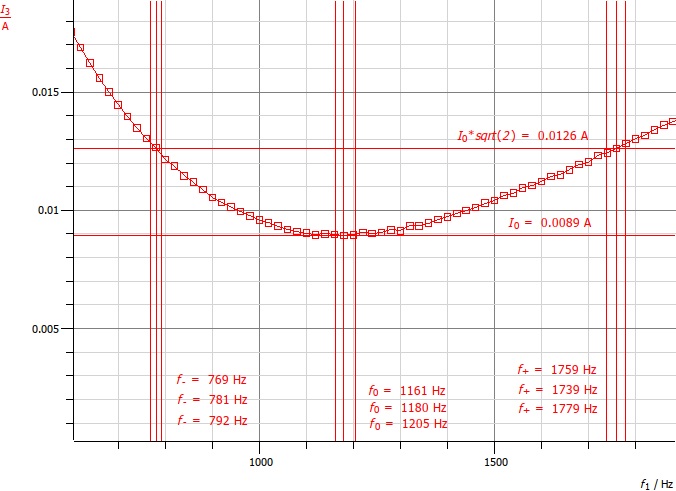 I3
A
0.015
0.01
0.005
I0*sqrt(2) = 0.0126 A
I0 = 0.0089 A
f- = 769 Hz
f- = 781 Hz
f- = 792 Hz
f0 = 1161 Hz
f0 = 1180 Hz
f0 = 1205 Hz
f+ = 1759 Hz
f+ = 1739 Hz
f+ = 1779 Hz
1000
1500
f1 / Hz